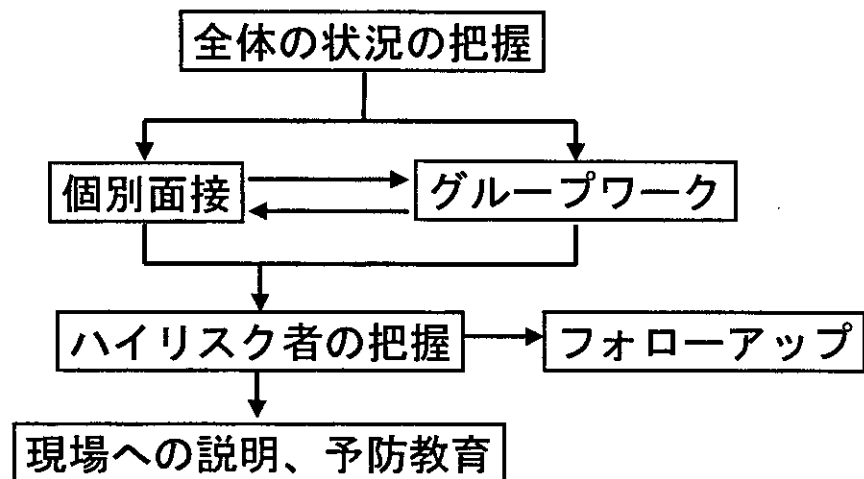 全体の状況の把握
個別面接
グループワーク
ハイリスク者の把握
フォローアップ
現場への説明、予防教育